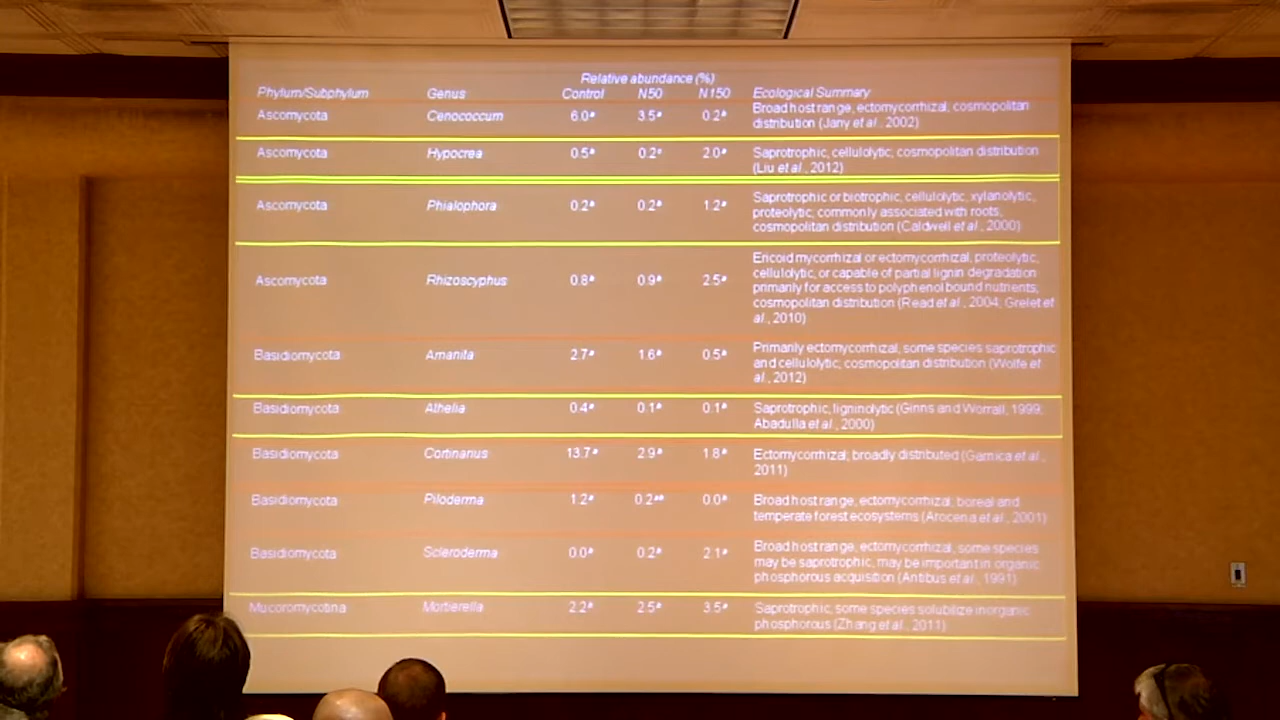 Relative abundance (%)
Phylum/Subphylum Genus Control N50 N150 Ecological Summary
Ascomycota Cenococcum 6.0 3.5 0.2 Broad host range, ectomycorrhizal, cosmopolitan
distribution (Jany et al., 2002)
Ascomycota Hypocrea 0.5 0.2 2.0 Saprotrophic, cellulolytic, cosmopolitan distribution
(Liu et al., 2012)
Ascomycota Phialophora 0.2 0.2 1.2 Saprotrophic or biotrophic, cellulolytic, xylanolytic,
proteolytic, commonly associated with roots,
cosmopolitan distribution (Caldwell et al., 2000)
Ascomycota Rhizoscyphus 0.8 0.9 2.5 Ericoid mycorrhizal or ectomycorrhizal, proteolytic,
cellulolytic, or capable of partial lignin degradation
primarily for access to polyphenol bound nutrients,
cosmopolitan distribution (Read et al., 2004; Grelet et
al., 2010)
Basidiomycota Amanita 2.7 1.6 0.5 Primarily ectomycorrhizal, some species saprotrophic
and cellulolytic, cosmopolitan distribution (Wolfe et
al., 2012)
Basidiomycota Athelia 0.4 0.1 0.1 Saprotrophic, ligninolytic (Ginns and Worrall, 1999;
Abadulla et al., 2000)
Basidiomycota Cortinarius 13.7 2.9 1.8 Ectomycorrhizal, broadly distributed (Garnica et al.,
2011)
Basidiomycota Piloderma 1.2 0.2 0.0 Broad host range, ectomycorrhizal, boreal and
temperate forest ecosystems (Arocena et al., 2001)
Basidiomycota Scleroderma 0.0 0.2 2.1 Broad host range, ectomycorrhizal, some species
may be saprotrophic, may be important in organic
phosphorous acquisition (Antibus et al., 1991)
Mucoromycotina Mortierella 2.2 2.5 3.5 Saprotrophic, some species solubilize inorganic
phosphorous (Zhang et al., 2011)